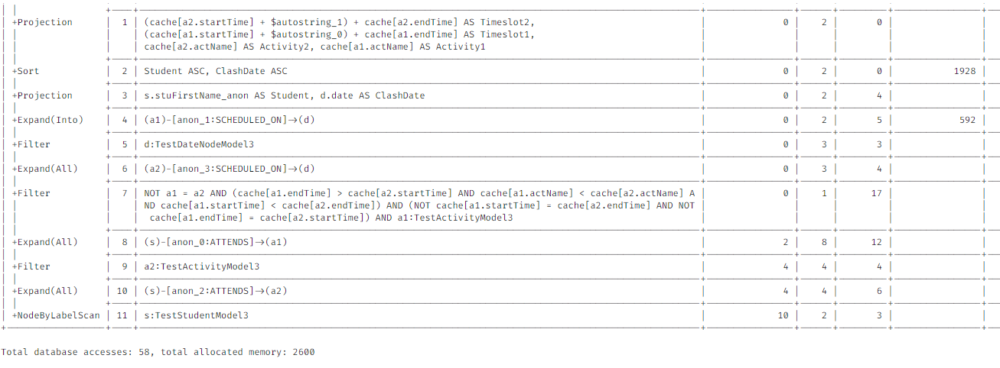 +Projection | 1 | (cache[a2.startTime] + $autostring_1) + cache[a2.endTime] AS Timeslot2, | 0 | 2 | 0 |
(cache[a1.startTime] + $autostring_0) + cache[a1.endTime] AS Timeslot1,
cache[a2.actName] AS Activity2, cache[a1.actName] AS Activity1
+Sort | 2 | Student ASC, ClashDate ASC | 0 | 2 | 0 | 1928 |
+Projection | 3 | s.stuFirstName_anon AS Student, d.date AS ClashDate | 0 | 2 | 4 |
+Expand(Into) | 4 | (a1)-[anon_1:SCHEDULED_ON]->(d) | 0 | 2 | 5 | 592 |
+Filter | 5 | d:TestDateNodeModel3 | 0 | 3 | 3 |
+Expand(All) | 6 | (a2)-[anon_3:SCHEDULED_ON]->(d) | 0 | 3 | 4 |
+Filter | 7 | NOT a1 = a2 AND (cache[a1.endTime] > cache[a2.startTime] AND cache[a1.actName] < cache[a2.actName] A | 0 | 1 | 17 |
ND cache[a1.startTime] < cache[a2.endTime]) AND (NOT cache[a1.startTime] = cache[a2.endTime] AND NOT
cache[a1.endTime] = cache[a2.startTime]) AND a1:TestActivityModel3
+Expand(All) | 8 | (s)-[anon_0:ATTENDS]->(a1) | 2 | 8 | 12 |
+Filter | 9 | a2:TestActivityModel3 | 4 | 4 | 4 |
+Expand(All) | 10 | (s)-[anon_2:ATTENDS]->(a2) | 4 | 4 | 6 |
+NodeByLabelScan | 11 | s:TestStudentModel3 | 10 | 2 | 3 |
Total database accesses: 58, total allocated memory: 2600